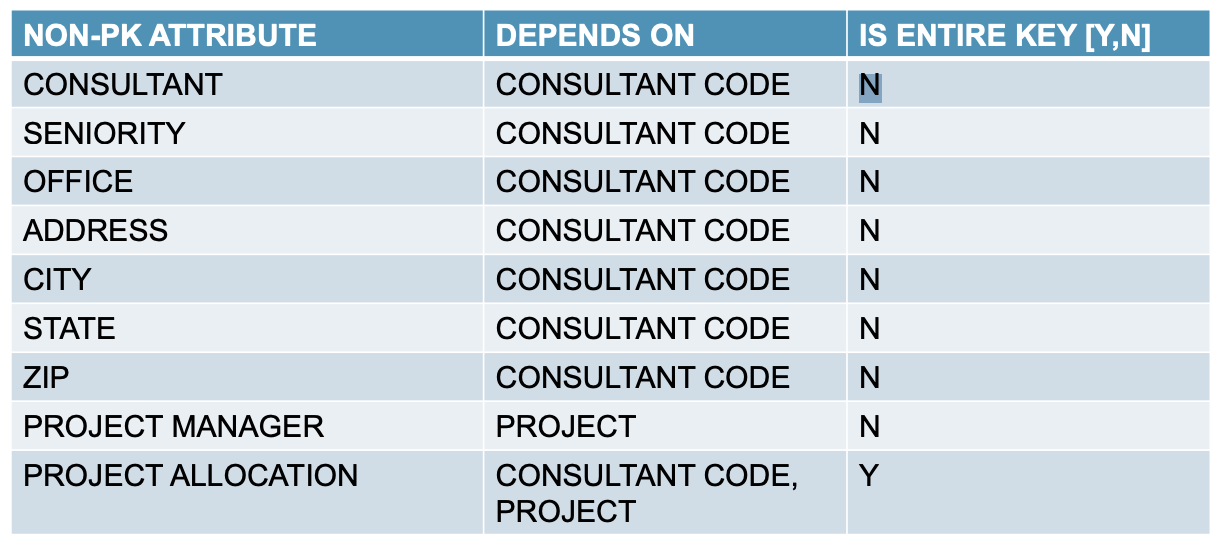 NON-PK ATTRIBUTE DEPENDS ON IS ENTIRE KEY [Y,N]
CONSULTANT CONSULTANT CODE N
SENIORITY CONSULTANT CODE N
OFFICE CONSULTANT CODE N
ADDRESS CONSULTANT CODE N
CITY CONSULTANT CODE N
STATE CONSULTANT CODE N
ZIP CONSULTANT CODE N
PROJECT MANAGER PROJECT N
PROJECT ALLOCATION CONSULTANT CODE, Y
PROJECT